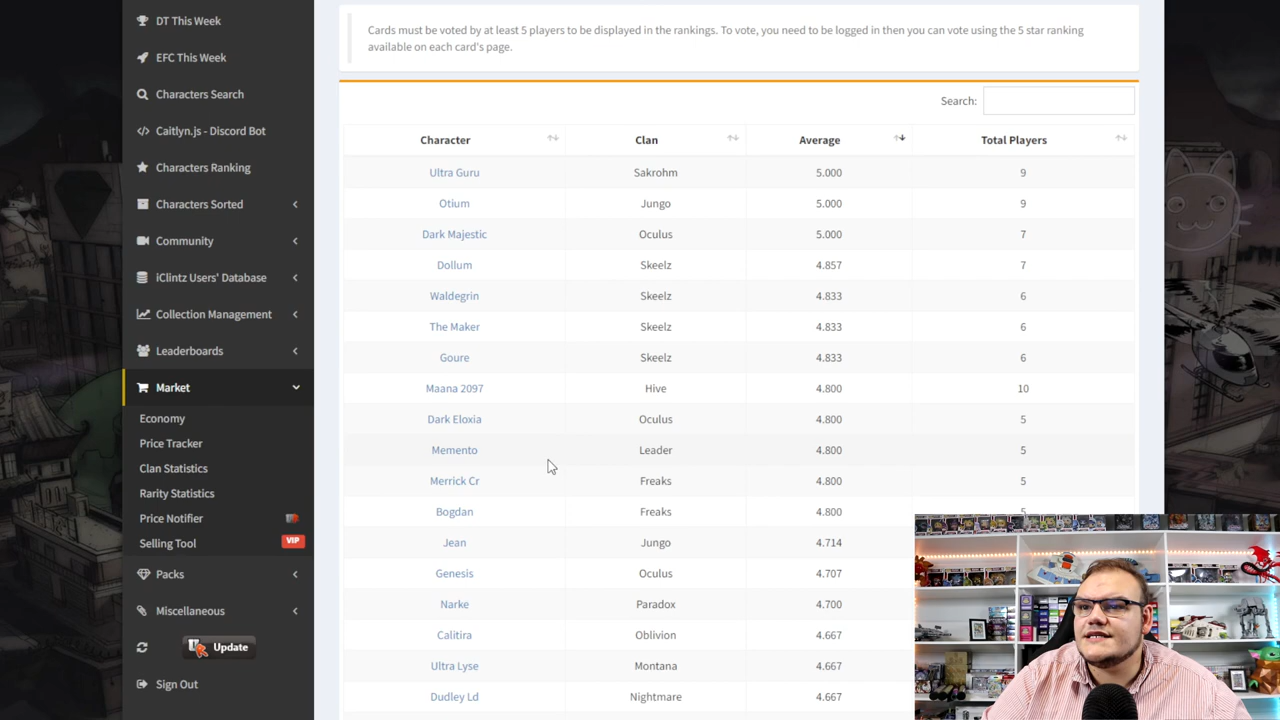 DT This Week
EFC This Week
Characters Search
Caitlyn.js - Discord Bot
Characters Ranking
Characters Sorted
Community
iClintz Users' Database
Collection Management
Leaderboards
Market
Economy
Price Tracker
Clan Statistics
Rarity Statistics
Price Notifier
Selling Tool VIP
Packs
Miscellaneous
Update
Sign Out
Cards must be voted by at least 5 players to be displayed in the rankings. To vote, you need to be logged in then you can vote using the 5 star ranking
available on each card's page.
Search:
Character Clan Average Total Players
Ultra Guru Sakrohm 5.000 9
Otium Jungo 5.000 9
Dark Majestic Oculus 5.000 7
Dollum Skeelz 4.857 7
Waldegrin Skeelz 4.833 6
The Maker Skeelz 4.833 6
Goure Skeelz 4.833 6
Maana 2097 Hive 4.800 10
Dark Eloxia Oculus 4.800 5
Memento Leader 4.800 5
Merrick Cr Freaks 4.800 5
Bogdan Freaks 4.800 5
Jean Jungo 4.714
Genesis Oculus 4.707
Narke Paradox 4.700
Calitira Oblivion 4.667
Ultra Lyse Montana 4.667
Dudley Ld Nightmare 4.667